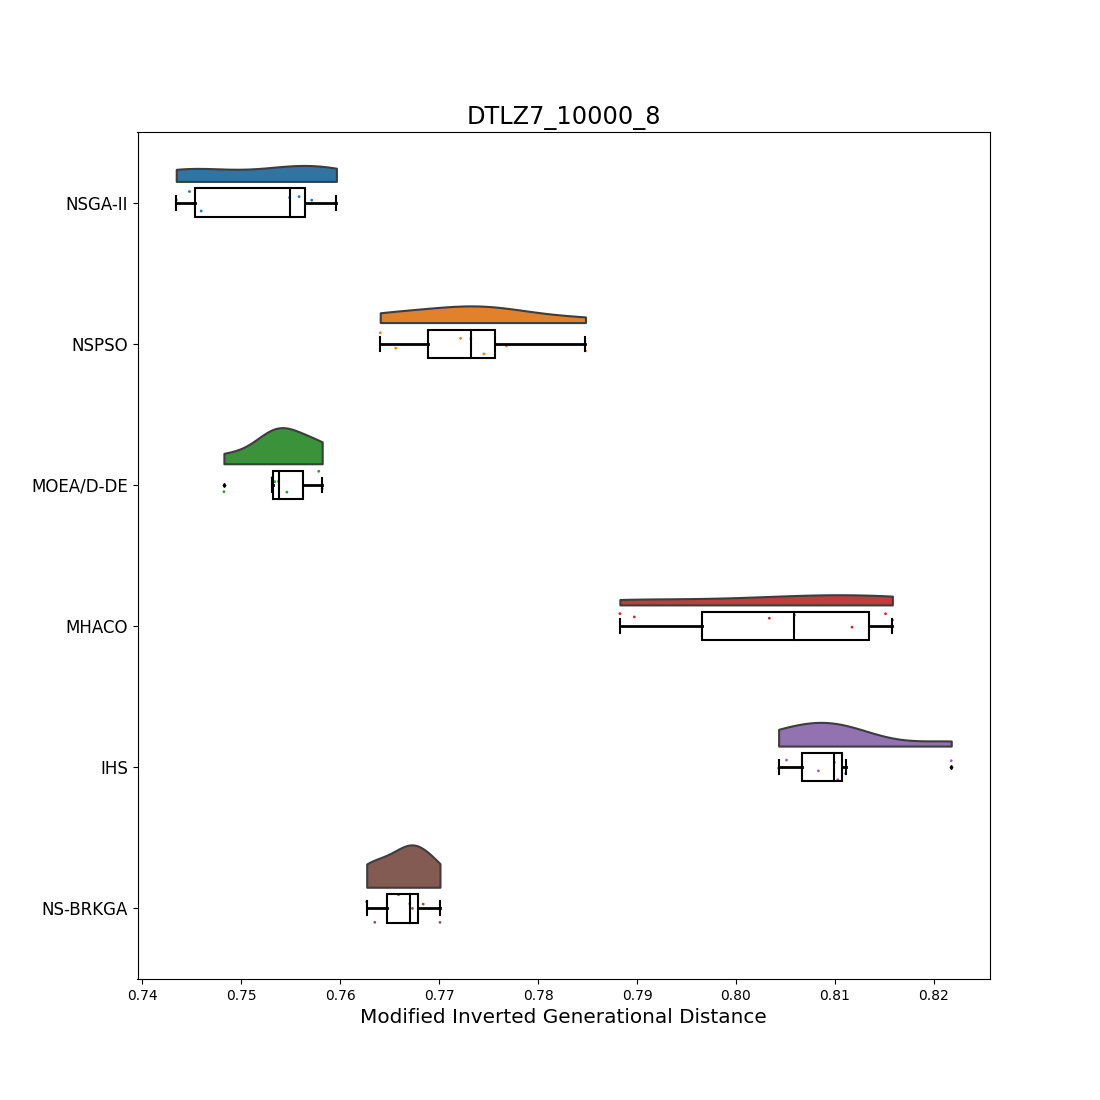 DTLZ7_10000_8
NSGA-II
NSPSO
MOEA/D-DE
MHACO
IHS
NS-BRKGA
0.74 0.75 0.76 0.77 0.78 0.79 0.80 0.81 0.82
Modified Inverted Generational Distance